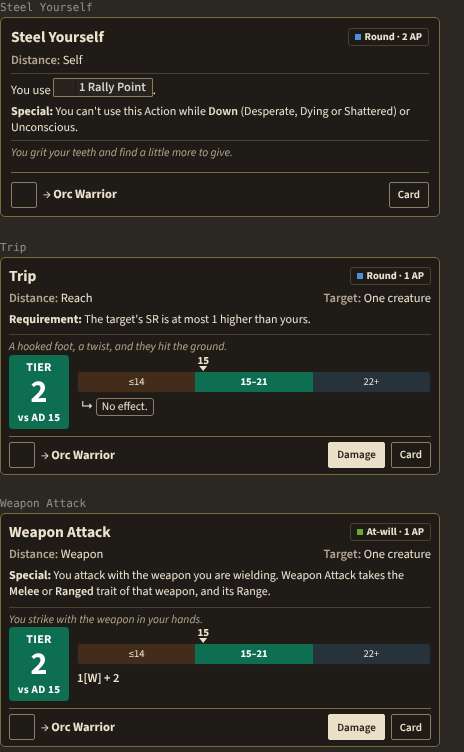 Steel Yourself
Steel Yourself
Round · 2 AP
Distance: Self
You use 1 Rally Point.
Special: You can't use this Action while Down (Desperate, Dying or Shattered) or
Unconscious.
You grit your teeth and find a little more to give.
→ Orc Warrior
Card
Trip
Trip
Round · 1 AP
Distance: Reach
Target: One creature
Requirement: The target's SR is at most 1 higher than yours.
A hooked foot, a twist, and they hit the ground.
TIER
2
vs AD 15
15
≤14
15–21
22+
↳ No effect.
→ Orc Warrior
Damage
Card
Weapon Attack
Weapon Attack
At-will · 1 AP
Distance: Weapon
Target: One creature
Special: You attack with the weapon you are wielding. Weapon Attack takes the
Melee or Ranged trait of that weapon, and its Range.
You strike with the weapon in your hands.
TIER
2
vs AD 15
15
≤14
15–21
22+
1[W] + 2
→ Orc Warrior
Damage
Card